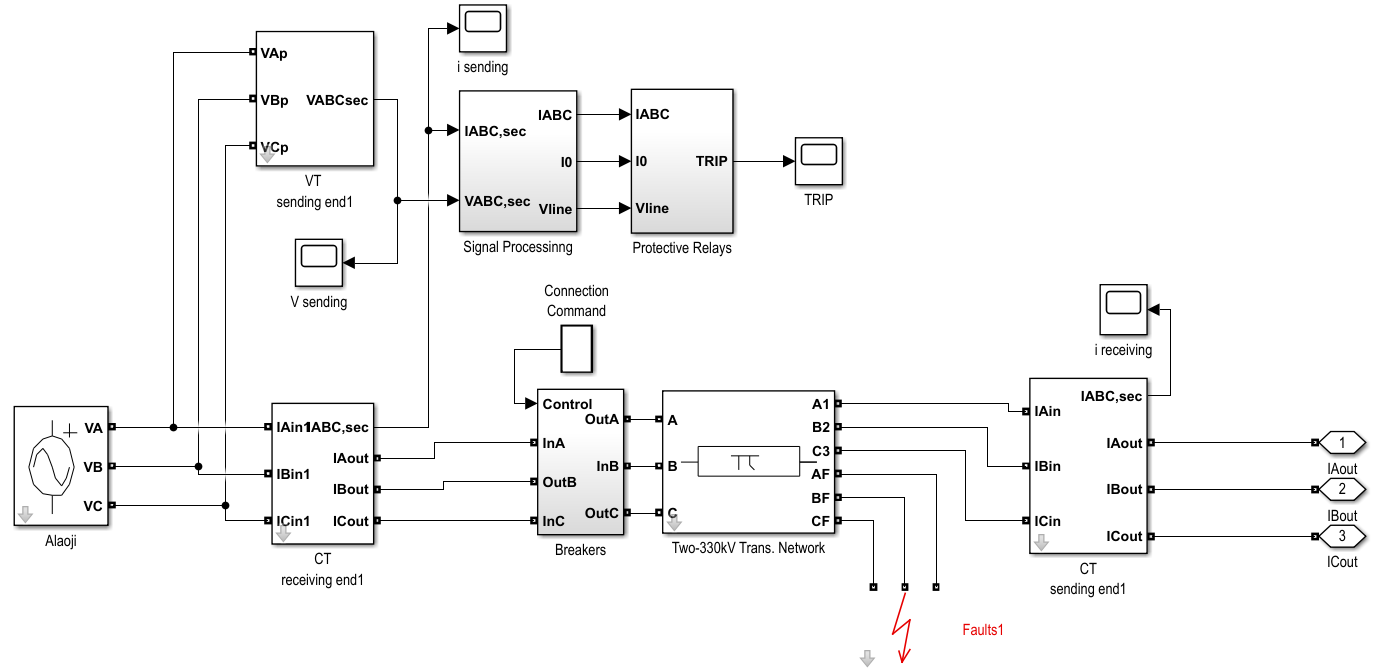 i sending
VAp
VBp
VABCsec
VCp
VT
sending end1
IABC,sec
VABC,sec
IABC
I0
Vline
Signal Processinng
IABC
I0
Vline
TRIP
Protective Relays
TRIP
V sending
Connection
Command
i receiving
VA
VB
VC
Alaoji
IAin1
IABC,sec
IBin1
ICin1
IAout
IBout
ICout
CT
receiving end1
Control
InA
OutB
InC
OutA
InB
OutC
Breakers
A
B
C
A1
B2
C3
AF
BF
CF
Two-330kV Trans. Network
Faults1
IAin
IBin
ICin
IABC,sec
IAout
IBout
ICout
CT
sending end1
1
IAout
2
IBout
3
ICout